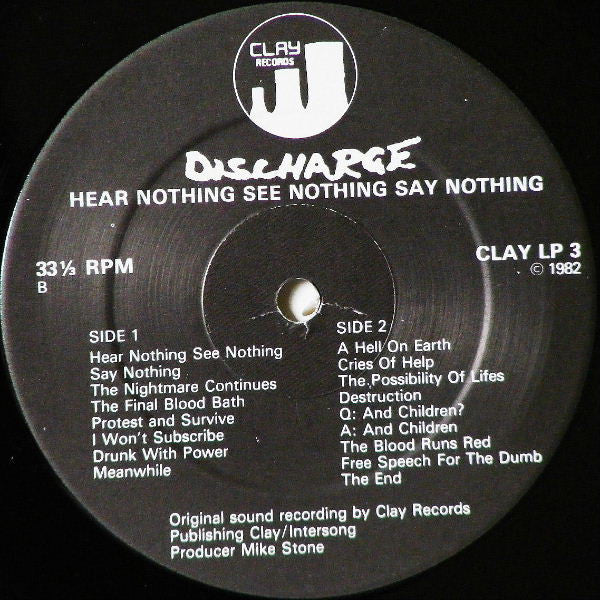 CLAY
RECORDS
DISCHARGE
HEAR NOTHING SEE NOTHING SAY NOTHING
33⅓ RPM
B
CLAY LP 3
© 1982
SIDE 1
Hear Nothing See Nothing
Say Nothing
The Nightmare Continues
The Final Blood Bath
Protest and Survive
I Won't Subscribe
Drunk With Power
Meanwhile
SIDE 2
A Hell On Earth
Cries Of Help
The Possibility Of Lifes
Destruction
Q: And Children?
A: And Children
The Blood Runs Red
Free Speech For The Dumb
The End
Original sound recording by Clay Records
Publishing Clay/Intersong
Producer Mike Stone